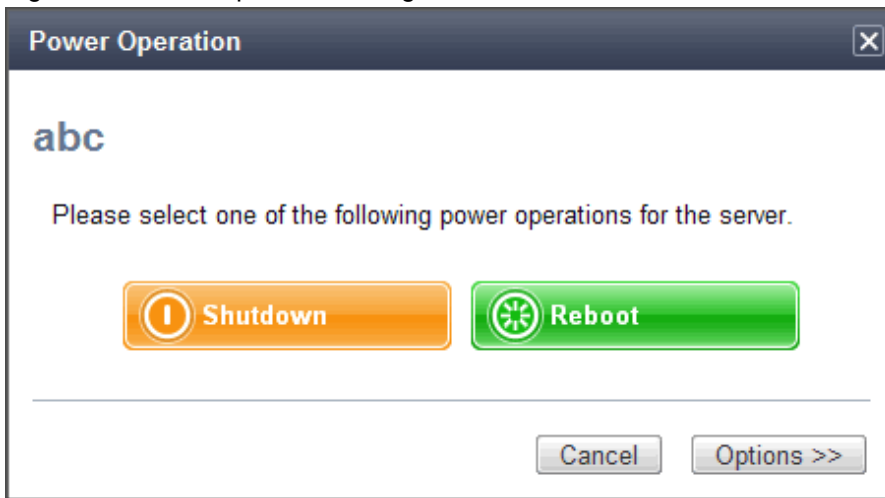 Power Operation
abc
Please select one of the following power operations for the server.
Shutdown Reboot
Cancel Options >>